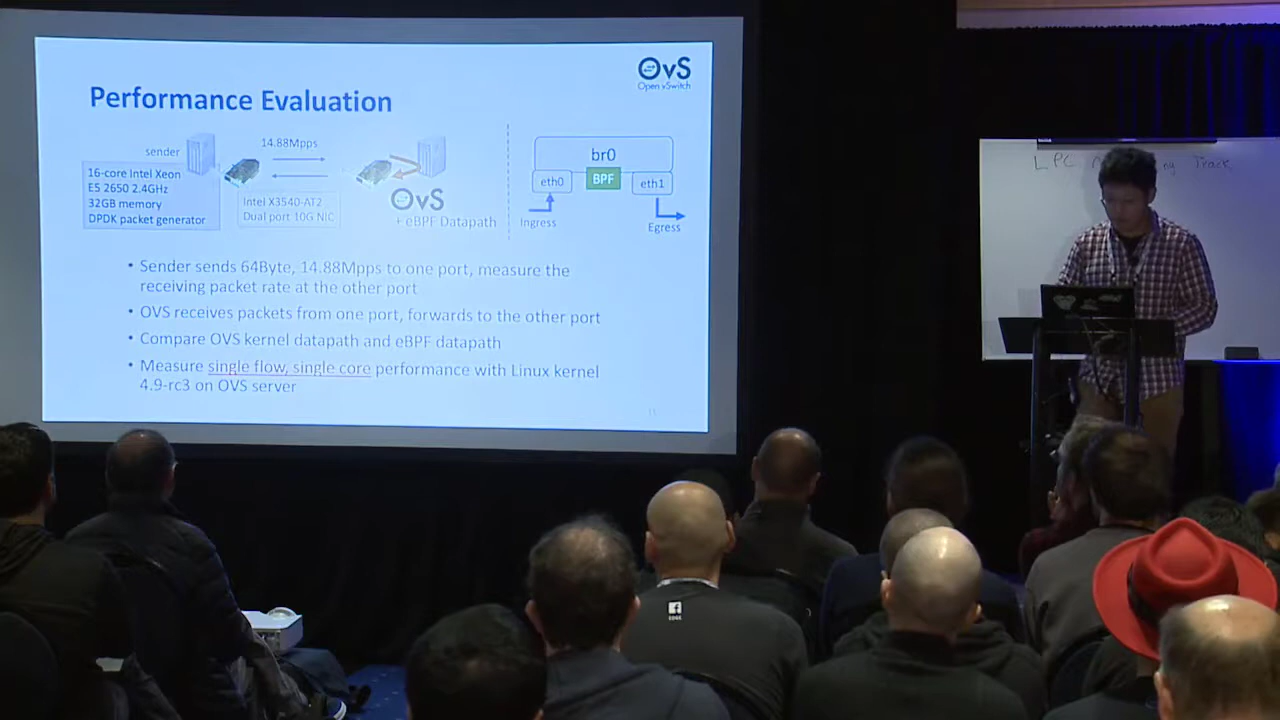 OvS
Open vSwitch
Performance Evaluation
14.88Mpps
sender
16-core Intel Xeon
E5 2650 2.4GHz
32GB memory
DPDK packet generator
Intel X3540-AT2
Dual port 10G NIC
OvS
+ eBPF Datapath
br0
eth0
BPF
eth1
Ingress
Egress
• Sender sends 64Byte, 14.88Mpps to one port, measure the
receiving packet rate at the other port
• OVS receives packets from one port, forwards to the other port
• Compare OVS kernel datapath and eBPF datapath
• Measure single flow, single core performance with Linux kernel
4.9-rc3 on OVS server
LPC
Track